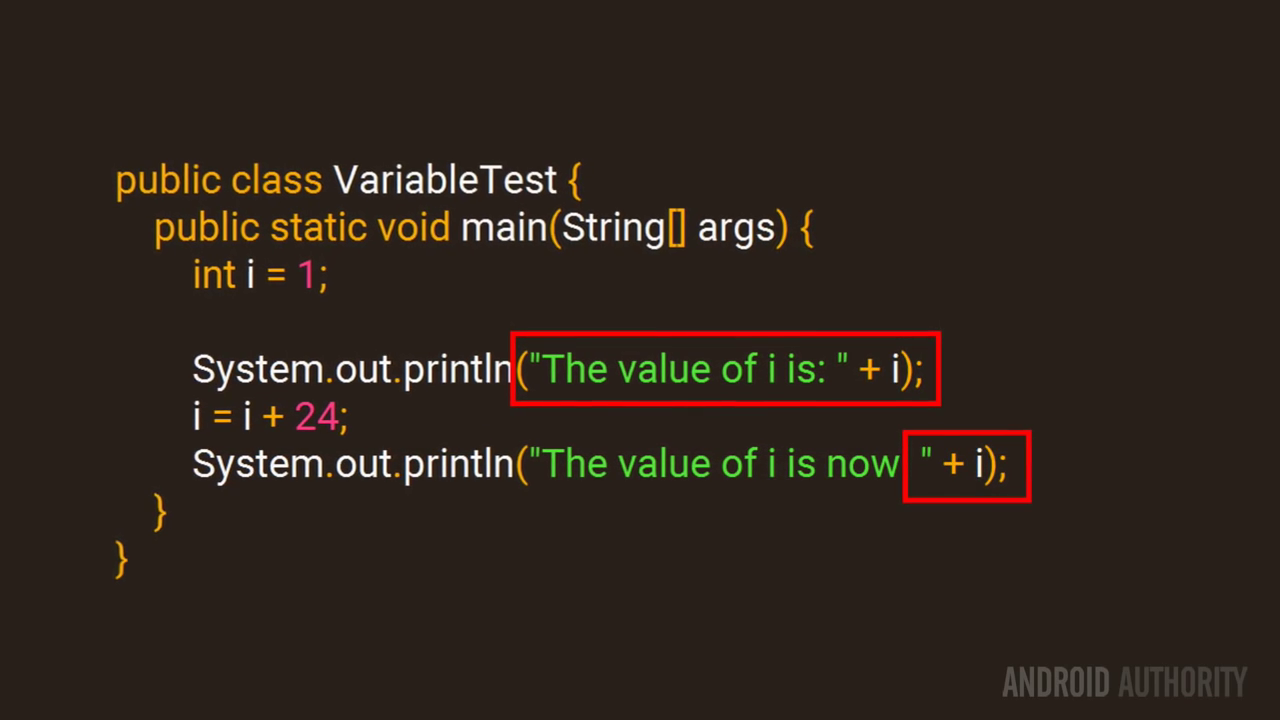 public class VariableTest {
public static void main(String[] args) {
int i = 1;
System.out.println("The value of i is: " + i);
i = i + 24;
System.out.println("The value of i is now " + i);
}
}
ANDROID AUTHORITY